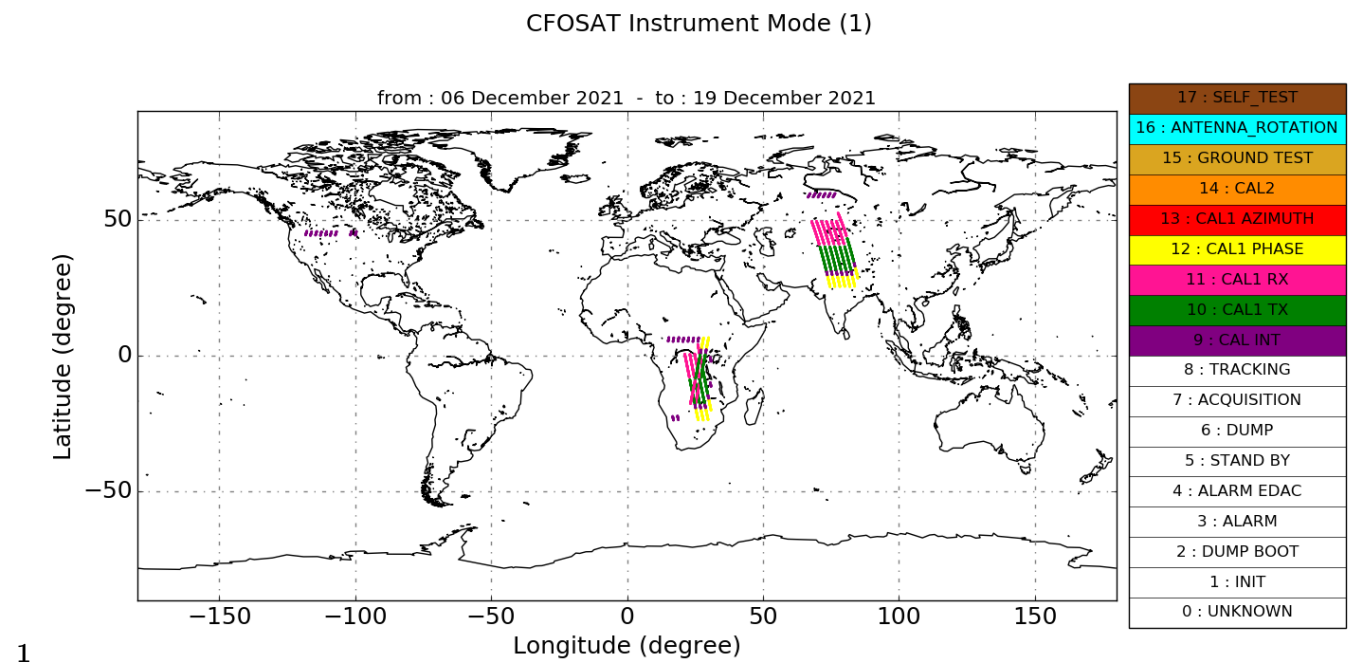 CFOSAT Instrument Mode (1)
from : 06 December 2021 - to : 19 December 2021
17 : SELF_TEST
16 : ANTENNA_ROTATION
15 : GROUND TEST
14 : CAL2
13 : CAL1 AZIMUTH
12 : CAL1 PHASE
11 : CAL1 RX
10 : CAL1 TX
9 : CAL INT
8 : TRACKING
7 : ACQUISITION
6 : DUMP
5 : STAND BY
4 : ALARM EDAC
3 : ALARM
2 : DUMP BOOT
1 : INIT
0 : UNKNOWN
Latitude (degree)
50
0
−50
−150 −100 −50 0 50 100 150
Longitude (degree)
1